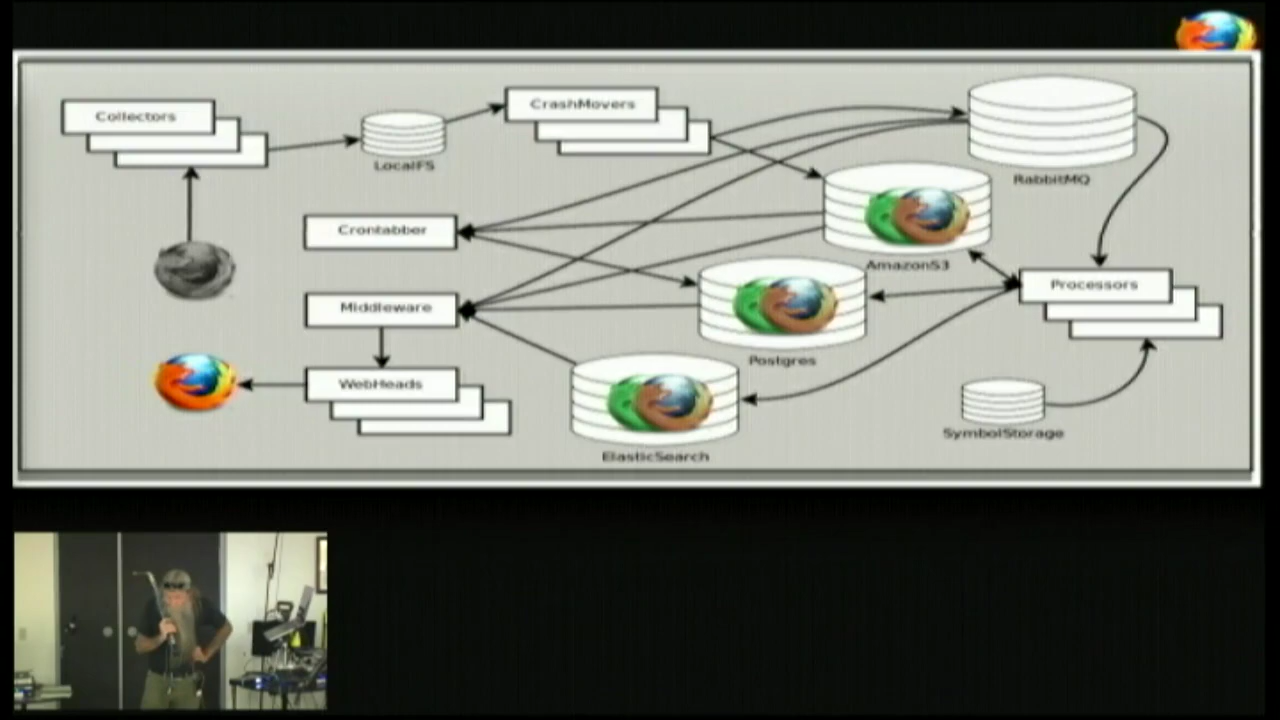 Collectors
CrashMovers
LocalFS
RabbitMQ
Crontabber
AmazonS3
Processors
Middleware
Postgres
WebHeads
SymbolStorage
ElasticSearch